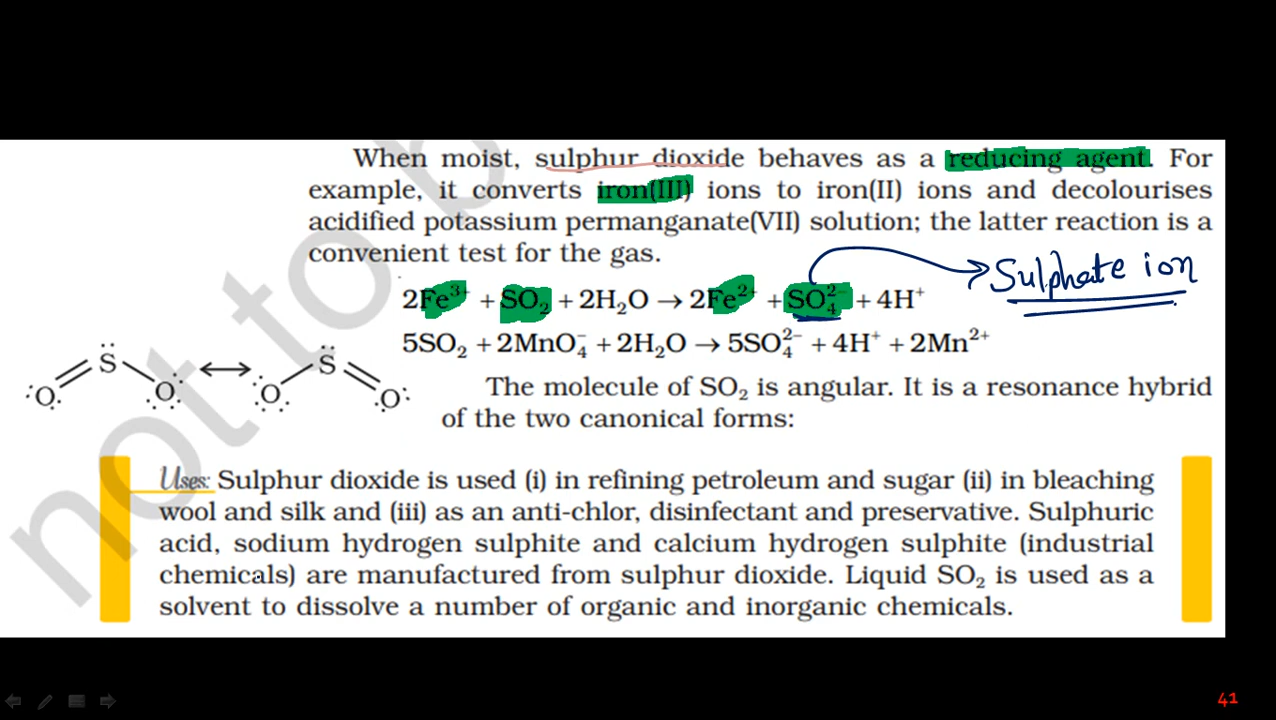 When moist, sulphur dioxide behaves as a reducing agent. For
example, it converts iron(III) ions to iron(II) ions and decolourises
acidified potassium permanganate(VII) solution; the latter reaction is a
convenient test for the gas.
Sulphate ion
2Fe³⁺ + SO₂ + 2H₂O → 2Fe²⁺ + SO₄²⁻ + 4H⁺
5SO₂ + 2MnO₄⁻ + 2H₂O → 5SO₄²⁻ + 4H⁺ + 2Mn²⁺
S O O ↔ S O O
The molecule of SO₂ is angular. It is a resonance hybrid
of the two canonical forms:
Uses: Sulphur dioxide is used (i) in refining petroleum and sugar (ii) in bleaching
wool and silk and (iii) as an anti-chlor, disinfectant and preservative. Sulphuric
acid, sodium hydrogen sulphite and calcium hydrogen sulphite (industrial
chemicals) are manufactured from sulphur dioxide. Liquid SO₂ is used as a
solvent to dissolve a number of organic and inorganic chemicals.
not to b
41